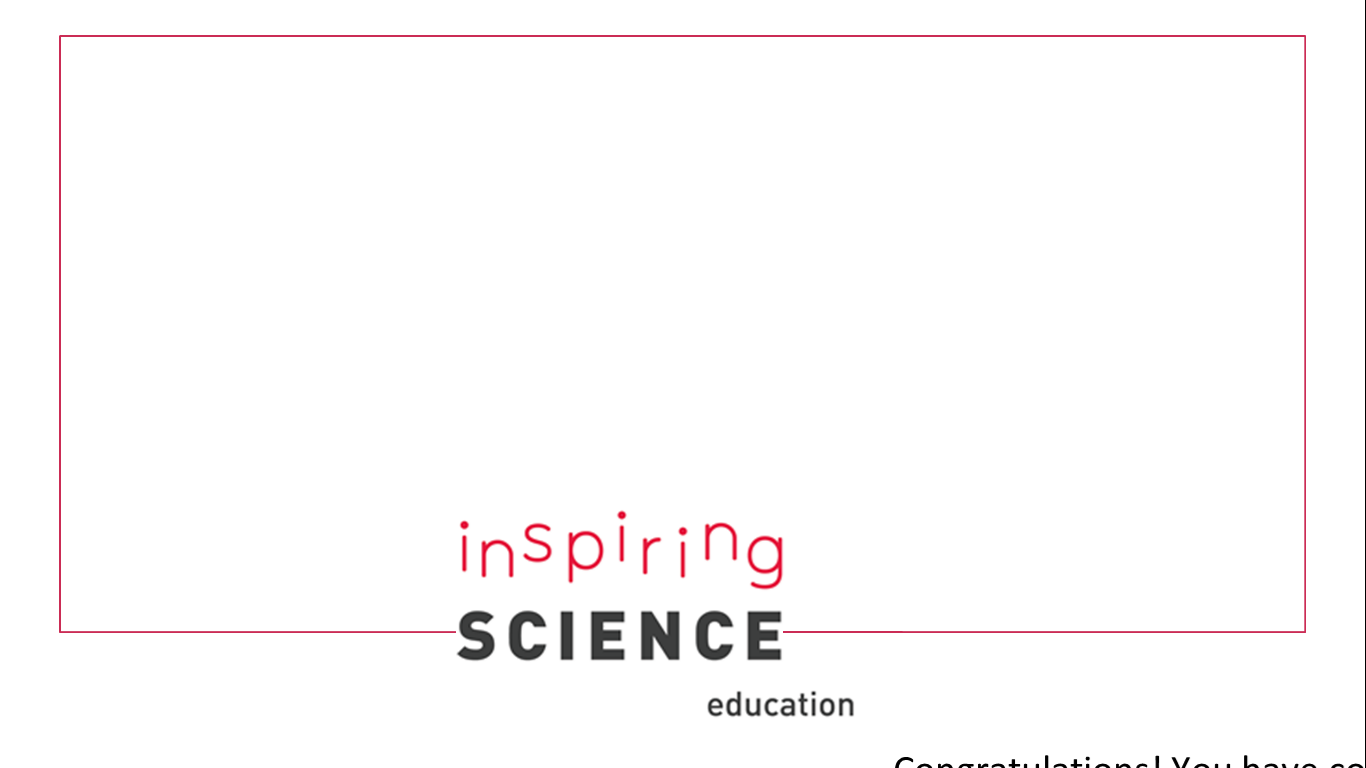 inspiring
SCIENCE
education
Congratulations! You have